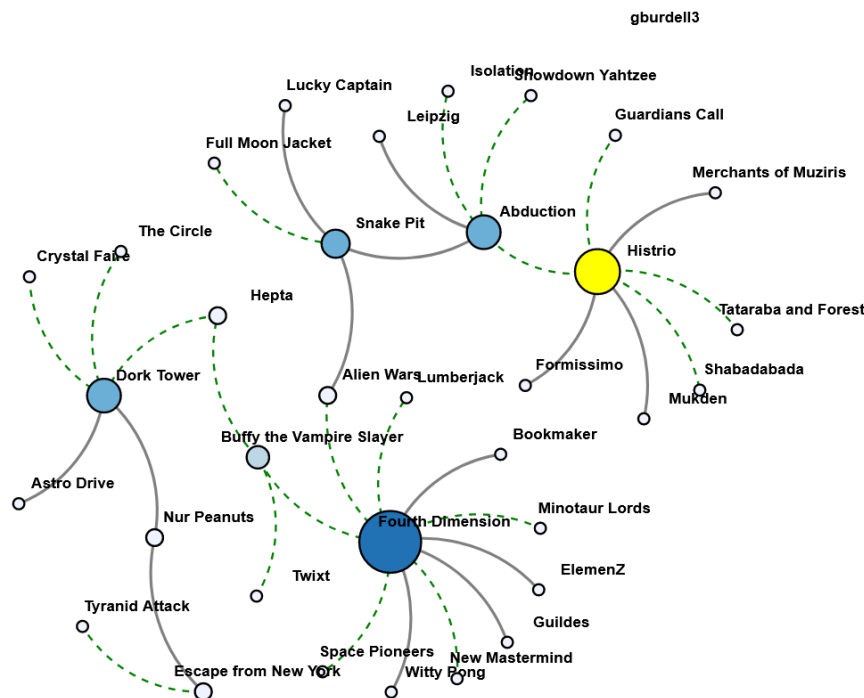 gburdell3
Isolation
Showdown Yahtzee
Lucky Captain
Leipzig
Guardians Call
Full Moon Jacket
Merchants of Muziris
Abduction
Snake Pit
The Circle
Crystal Faire
Histrio
Hepta
Tataraba and Forest
Formissimo
Shabadabada
Dork Tower
Alien Wars
Lumberjack
Mukden
Buffy the Vampire Slayer
Bookmaker
Astro Drive
Minotaur Lords
Nur Peanuts
Fourth Dimension
ElemenZ
Twixt
Tyranid Attack
Guildes
Space Pioneers
New Mastermind
Escape from New York
Witty Pong